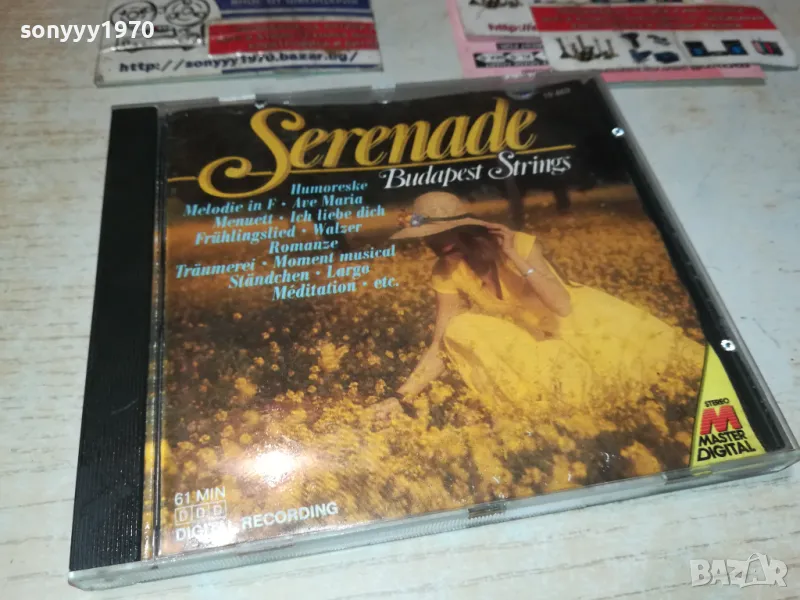 sonyyy1970
http://sonyyy1970.bazar.bg/
http://
Serenade
Budapest Strings
Humoreske
Melodie in F · Ave Maria
Menuett · Ich liebe dich
Frühlingslied · Walzer
Romanze
Träumerei · Moment musical
Ständchen · Largo
Méditation · etc.
STEREO
M
MASTER
DIGITAL
61 MIN
DDD
DIGITAL RECORDING
BAZAR